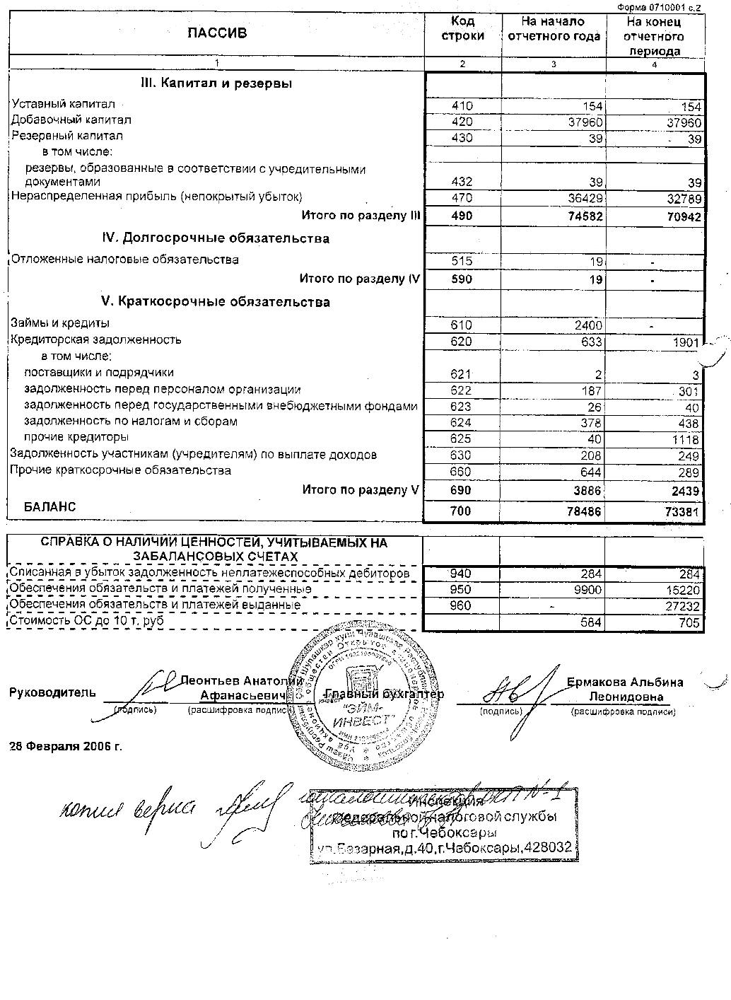 Форма 0710001 с.2
ПАССИВ Код строки На начало отчетного года На конец отчетного периода
1 2 3 4
III. Капитал и резервы
Уставный капитал 410 154 154
Добавочный капитал 420 37960 37960
Резервный капитал 430 39 39
в том числе:
резервы, образованные в соответствии с учредительными
документами 432 39 39
Нераспределенная прибыль (непокрытый убыток) 470 36429 32789
Итого по разделу III 490 74582 70942
IV. Долгосрочные обязательства
Отложенные налоговые обязательства 515 19 -
Итого по разделу IV 590 19 -
V. Краткосрочные обязательства
Займы и кредиты 610 2400 -
Кредиторская задолженность 620 633 1901
в том числе:
поставщики и подрядчики 621 2 3
задолженность перед персоналом организации 622 187 301
задолженность перед государственными внебюджетными фондами 623 26 40
задолженность по налогам и сборам 624 378 438
прочие кредиторы 625 40 1118
Задолженность участникам (учредителям) по выплате доходов 630 208 249
Прочие краткосрочные обязательства 660 644 289
Итого по разделу V 690 3886 2439
БАЛАНС 700 78486 73381
СПРАВКА О НАЛИЧИИ ЦЕННОСТЕЙ, УЧИТЫВАЕМЫХ НА
ЗАБАЛАНСОВЫХ СЧЕТАХ
Списанная в убыток задолженность неплатежеспособных дебиторов 940 284 284
Обеспечения обязательств и платежей полученные 950 9900 15220
Обеспечения обязательств и платежей выданные 960 - 27232
Стоимость ОС до 10 т. руб 584 705
Руководитель Леонтьев Анатолий Афанасьевич Главный бухгалтер Ермакова Альбина Леонидовна
(подпись) (расшифровка подписи) (подпись) (расшифровка подписи)
"ЭЙМ-
ИНВЕСТ"
28 Февраля 2006 г.
копия верна
№1
Инспекция
Федеральной налоговой службы
по г.Чебоксары
ул.Базарная,д.40,г.Чебоксары,428032